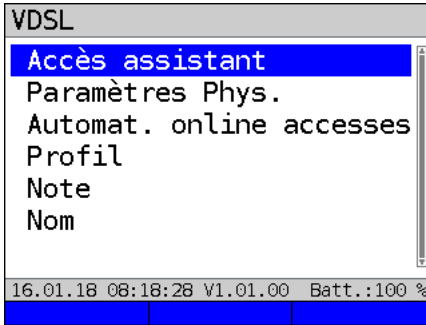 VDSL
Accès assistant
Paramètres Phys.
Automat. online accesses
Profil
Note
Nom
16.01.18 08:18:28 V1.01.00 Batt.:100 %